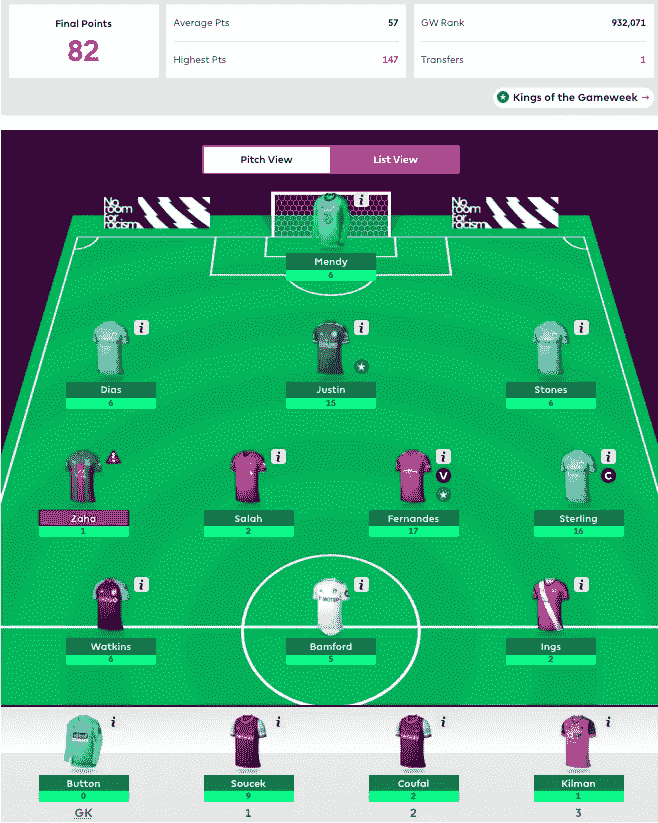 Final Points
82
Average Pts 57
Highest Pts 147
GW Rank 932,071
Transfers 1
Kings of the Gameweek →
Pitch View
List View
No room for racism
No room for racism
Mendy
6
Dias
6
Justin
15
Stones
6
Zaha
1
Salah
2
V
Fernandes
17
C
Sterling
16
Watkins
6
Bamford
5
Ings
2
Button
0
GK
Soucek
9
1
Coufal
2
2
Kilman
1
3